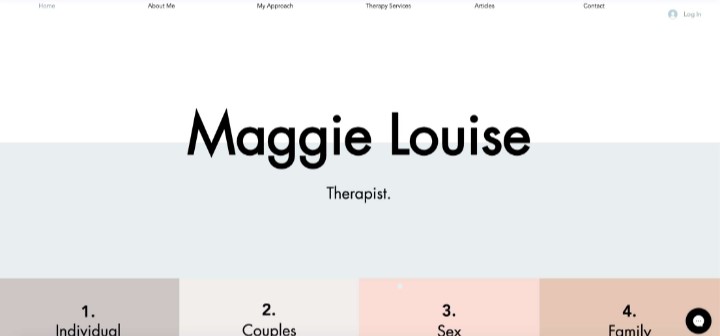 Home About Me My Approach Therapy Services Articles Contact
Log In
Maggie Louise
Therapist.
1. 2. 3. 4.
Individual Couples Sex Family